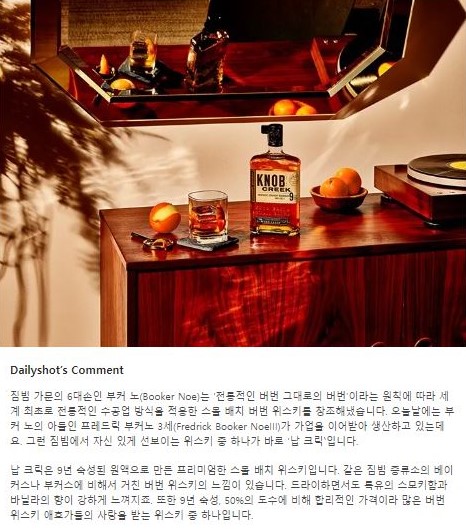 KNOB
CREEK
9
Dailyshot's Comment
짐빔 가문의 6대손인 부커 노(Booker Noe)는 '전통적인 버번 그대로의 버번'이라는 원칙에 따라 세
계 최초로 전통적인 수공업 방식을 적용한 스몰 배치 버번 위스키를 창조해냈습니다. 오늘날에는 부
커 노의 아들인 프레드릭 부커노 3세(Fredrick Booker NoeIII)가 가업을 이어받아 생산하고 있는데
요. 그런 짐빔에서 자신 있게 선보이는 위스키 중 하나가 바로 '납 크릭'입니다.
납 크릭은 9년 숙성된 원액으로 만든 프리미엄한 스몰 배치 위스키입니다. 같은 짐빔 증류소의 베이
커스나 부커스에 비해서 거친 버번 위스키의 느낌이 있습니다. 드라이하면서도 특유의 스모키함과
바닐라의 향이 강하게 느껴지죠. 또한 9년 숙성, 50%의 도수에 비해 합리적인 가격이라 많은 버번
위스키 애호가들의 사랑을 받는 위스키 중 하나입니다.